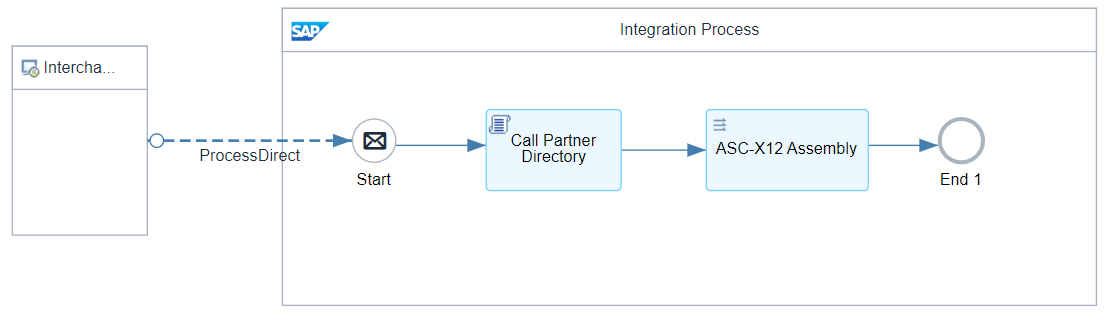 SAP
Integration Process
Intercha...
ProcessDirect
Start
Call Partner
Directory
ASC-X12 Assembly
End 1